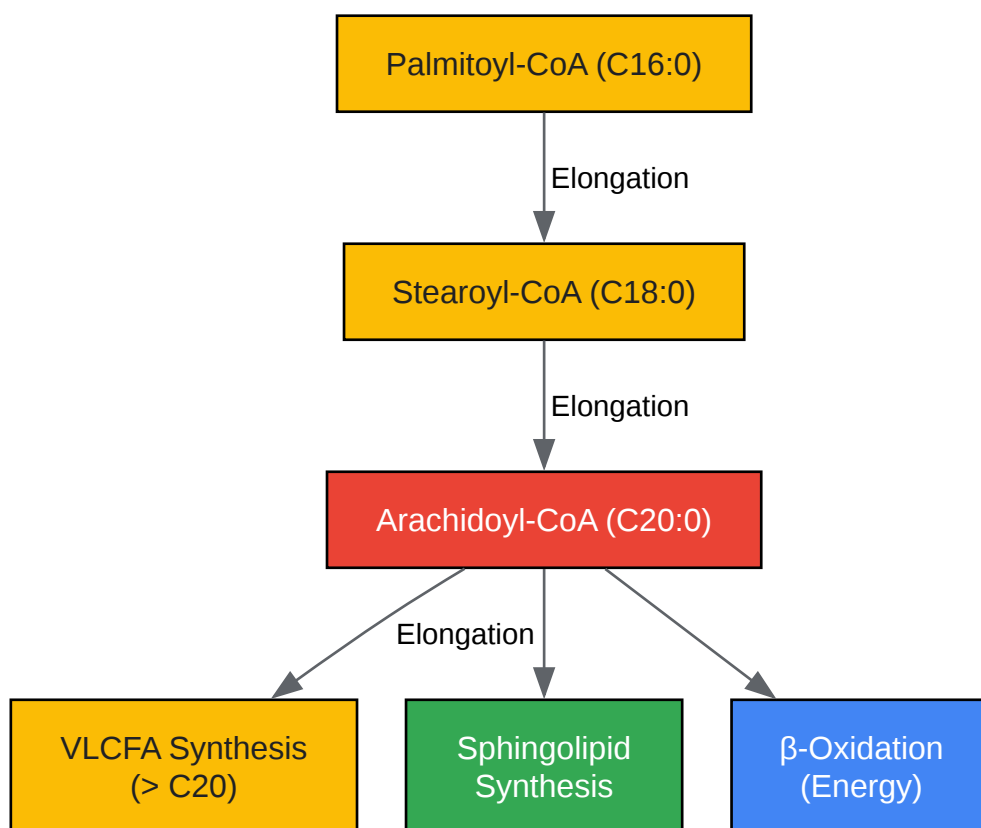 Palmitoyl-CoA (C16:0)
Elongation
Stearoyl-CoA (C18:0)
Elongation
Arachidoyl-CoA (C20:0)
Elongation
VLCFA Synthesis
(> C20)
Sphingolipid
Synthesis
β-Oxidation
(Energy)